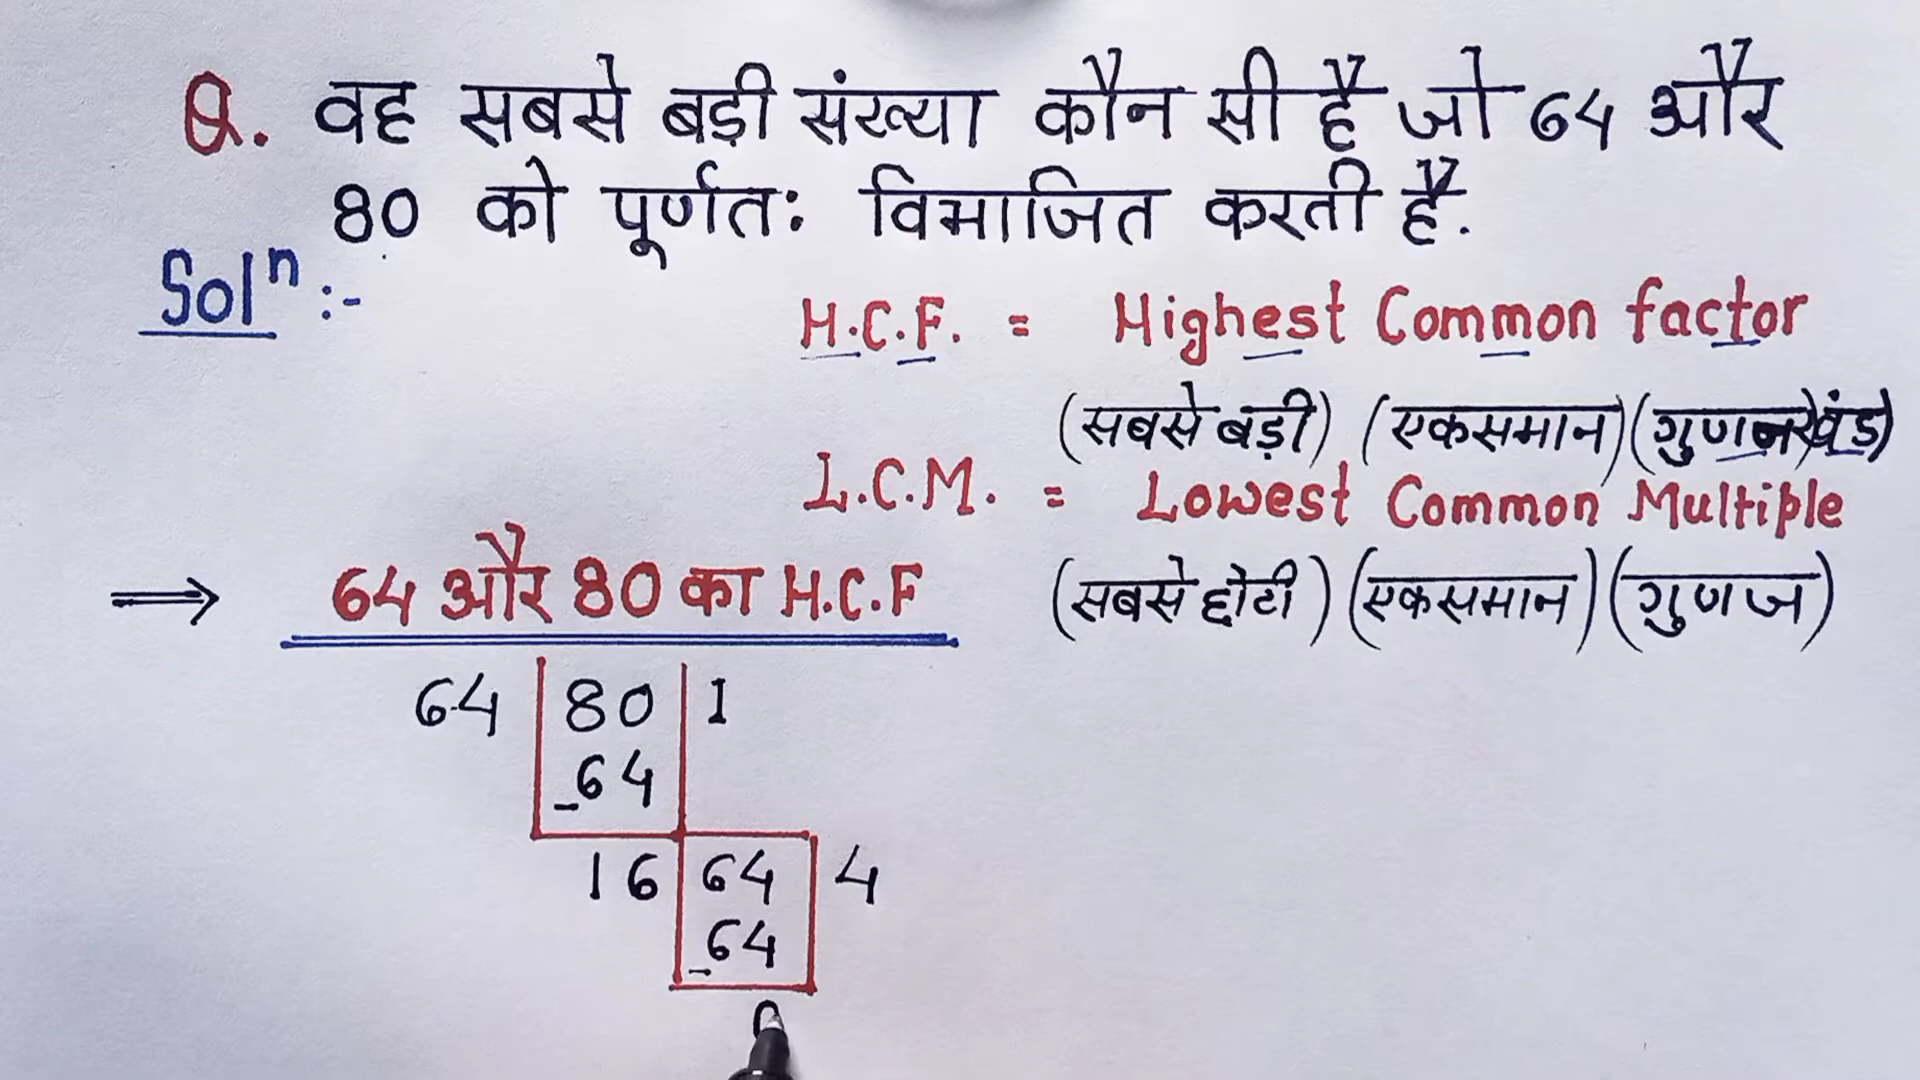 Q. वह सबसे बड़ी संख्या कौन सी है जो 64 और
80 को पूर्णत: विभाजित करती है.
Solⁿ :-
H.C.F. = Highest Common factor
(सबसे बड़ी) (एकसमान) (गुणनखंड)
L.C.M. = Lowest Common Multiple
(सबसे छोटी) (एकसमान) (गुणज)
⟹ 64 और 80 का H.C.F
64 80 1
-64
16 64 4
-64
0